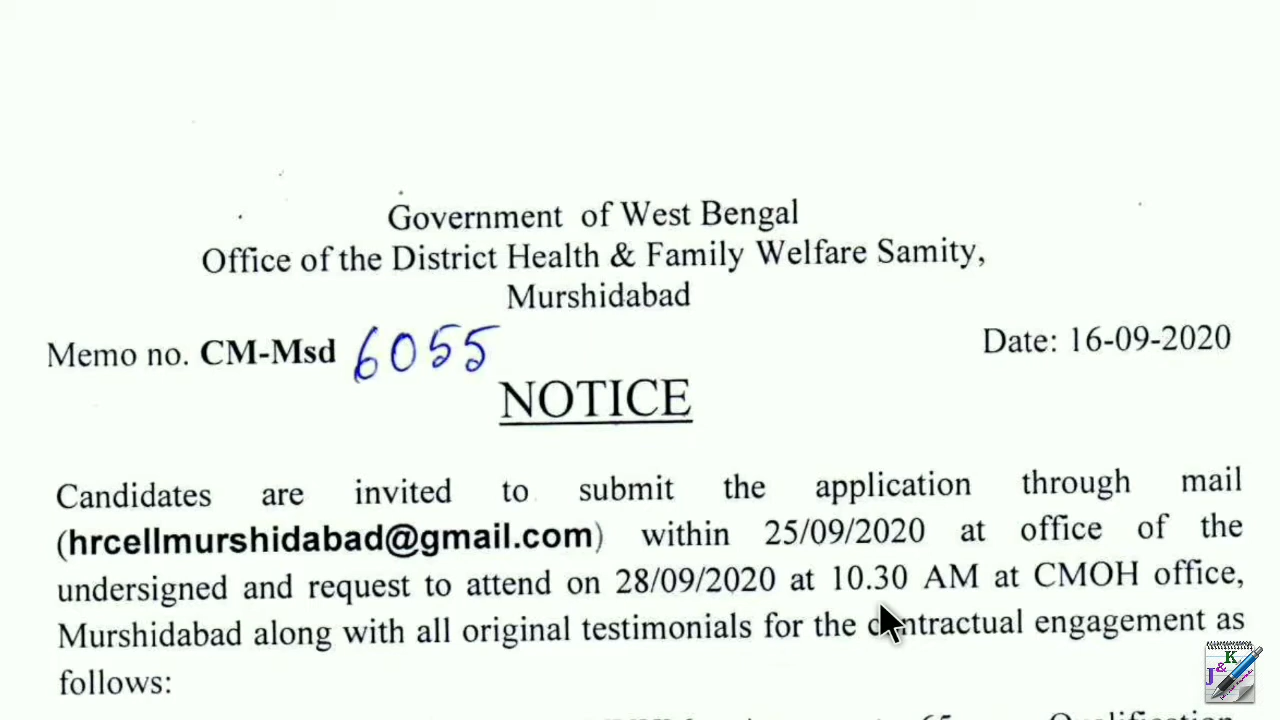 Government of West Bengal
Office of the District Health & Family Welfare Samity,
Murshidabad
Memo no. CM-Msd 6055
Date: 16-09-2020
NOTICE
Candidates are invited to submit the application through mail
(hrcellmurshidabad@gmail.com) within 25/09/2020 at office of the
undersigned and request to attend on 28/09/2020 at 10.30 AM at CMOH office,
Murshidabad along with all original testimonials for the contractual engagement as
follows:
65 Qualification
J&K